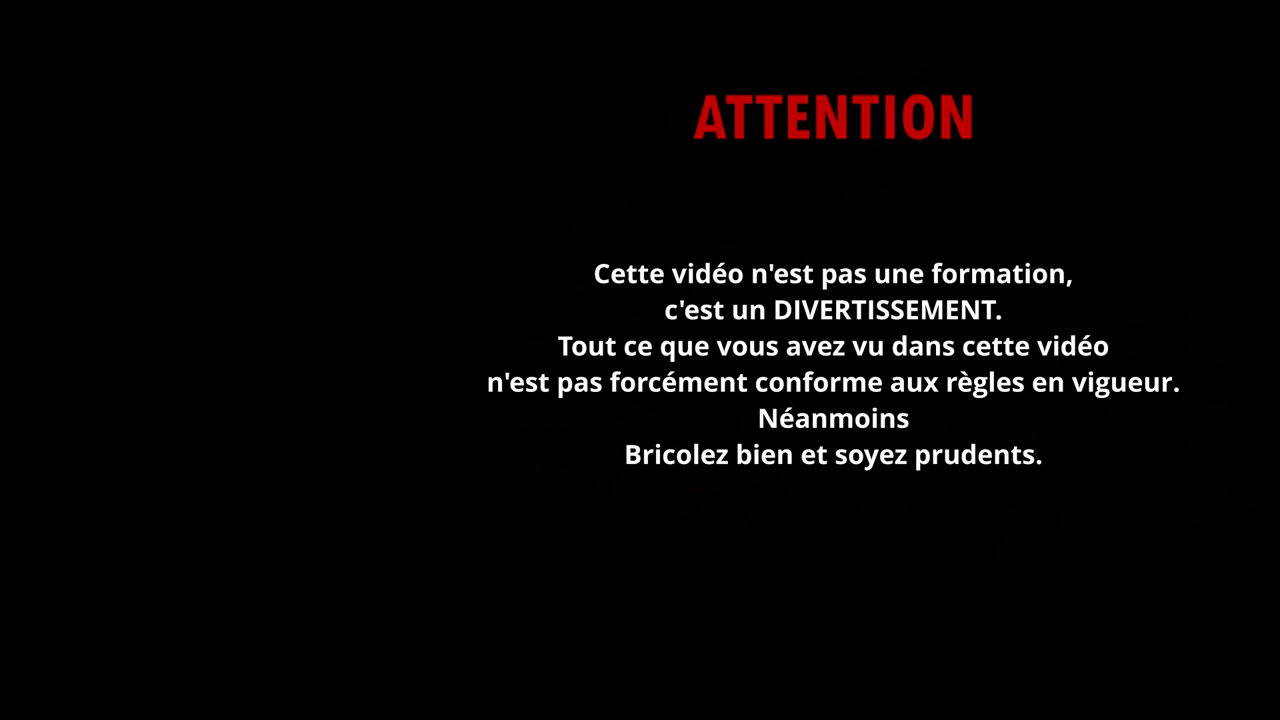 ATTENTION
Cette vidéo n'est pas une formation,
c'est un DIVERTISSEMENT.
Tout ce que vous avez vu dans cette vidéo
n'est pas forcément conforme aux règles en vigueur.
Néanmoins
Bricolez bien et soyez prudents.